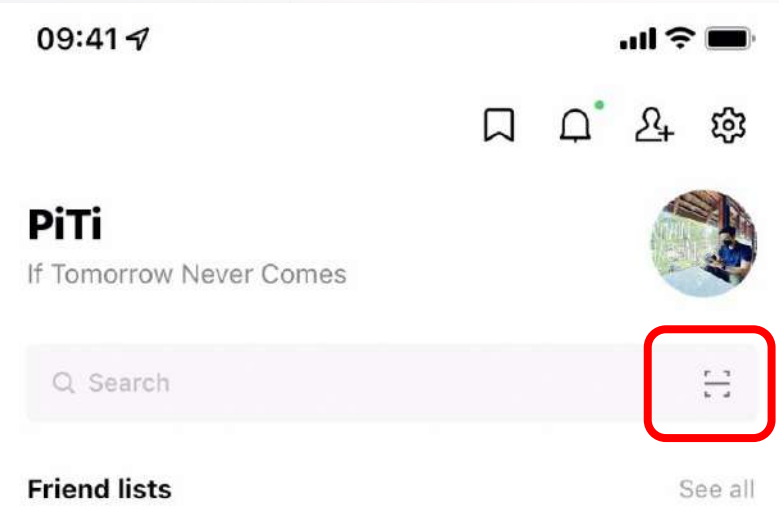 09:41
PiTi
If Tomorrow Never Comes
Search
Friend lists
See all